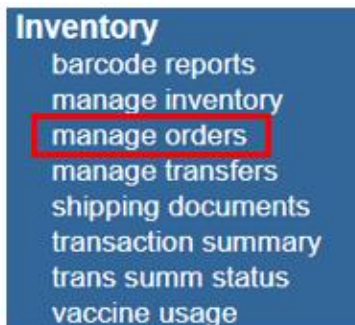 Inventory
barcode reports
manage inventory
manage orders
manage transfers
shipping documents
transaction summary
trans summ status
vaccine usage